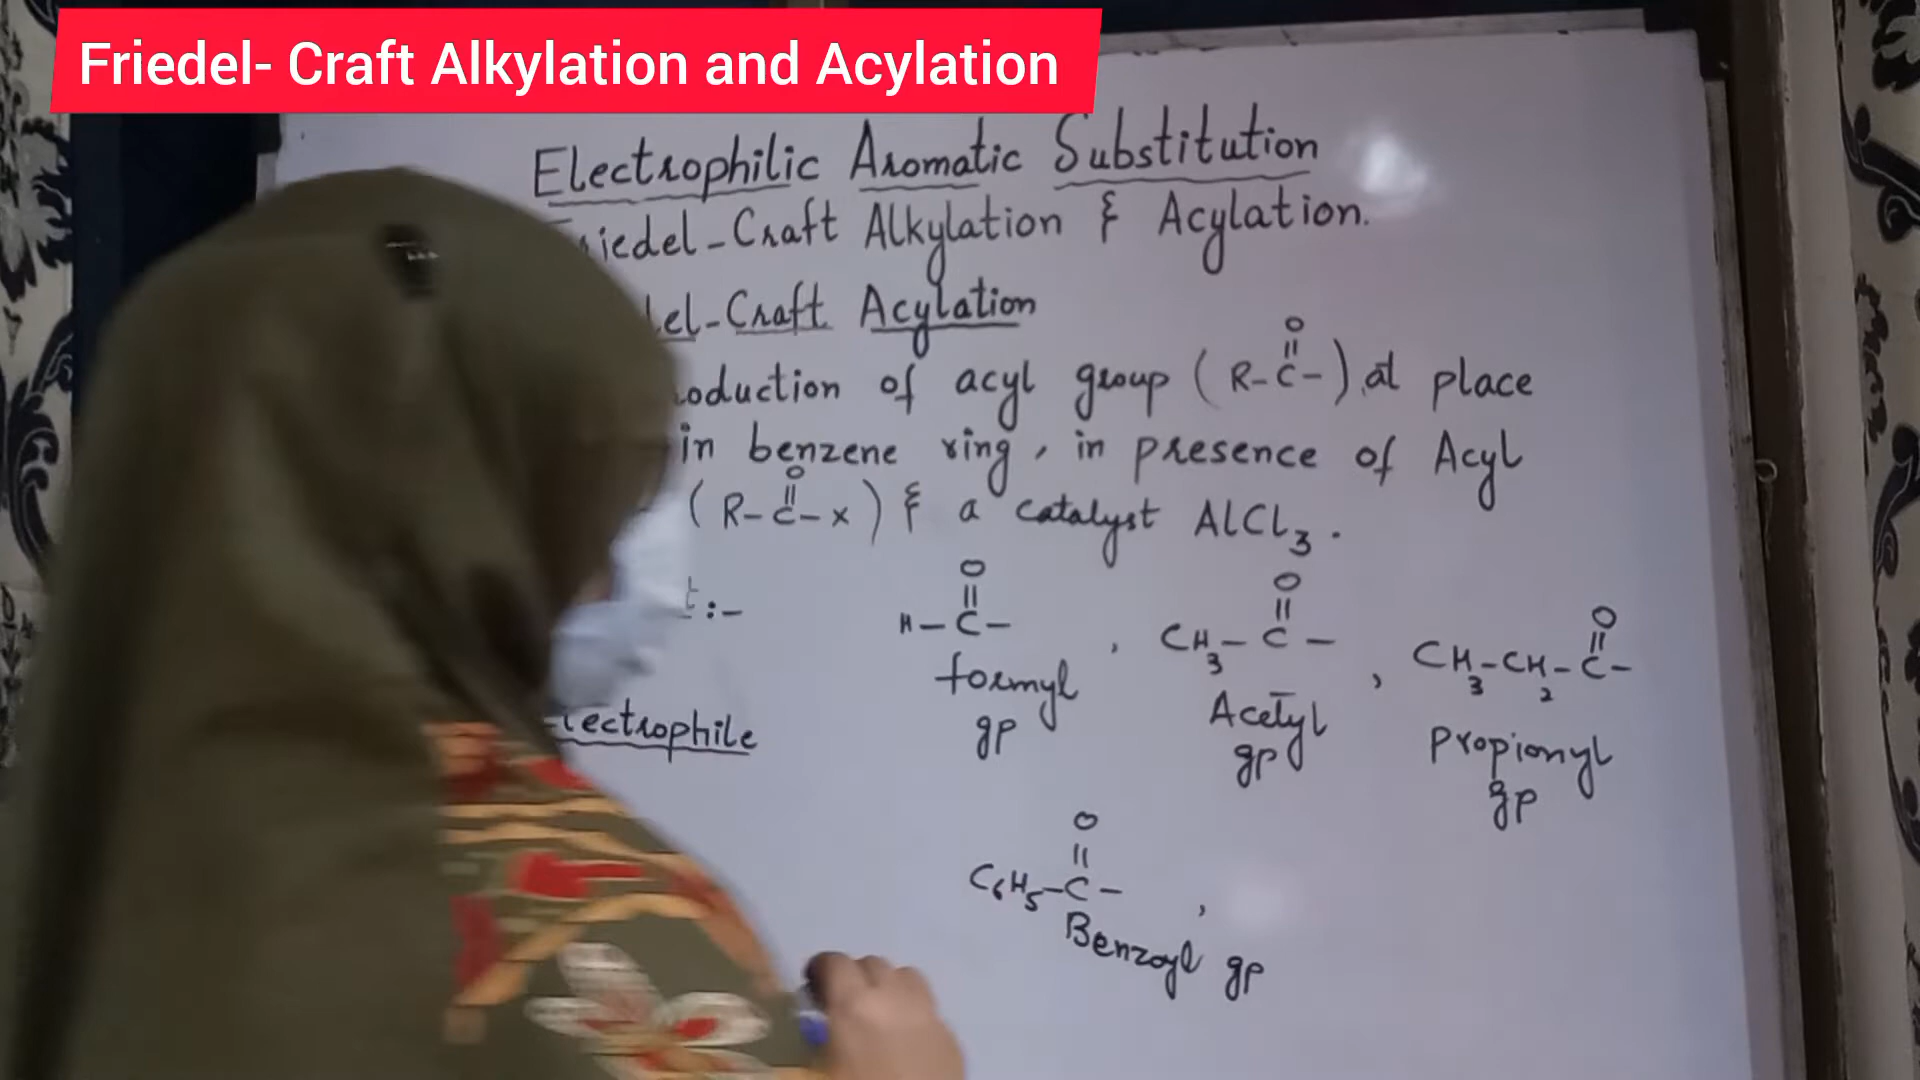 Friedel- Craft Alkylation and Acylation
Electrophilic Aromatic Substitution
riedel-Craft Alkylation & Acylation.
el-Craft Acylation
oduction of acyl group (R-C-) at place
O
||
in benzene ring, in presence of Acyl
O
||
(R-C-x) & a catalyst AlCl3.
t:-
O
||
H-C-
formyl
gp
,
O
||
CH3-C-
Acetyl
gp
,
O
||
CH3-CH2-C-
Propionyl
gp
lectrophile
O
||
C6H5-C-
,
Benzoyl gp